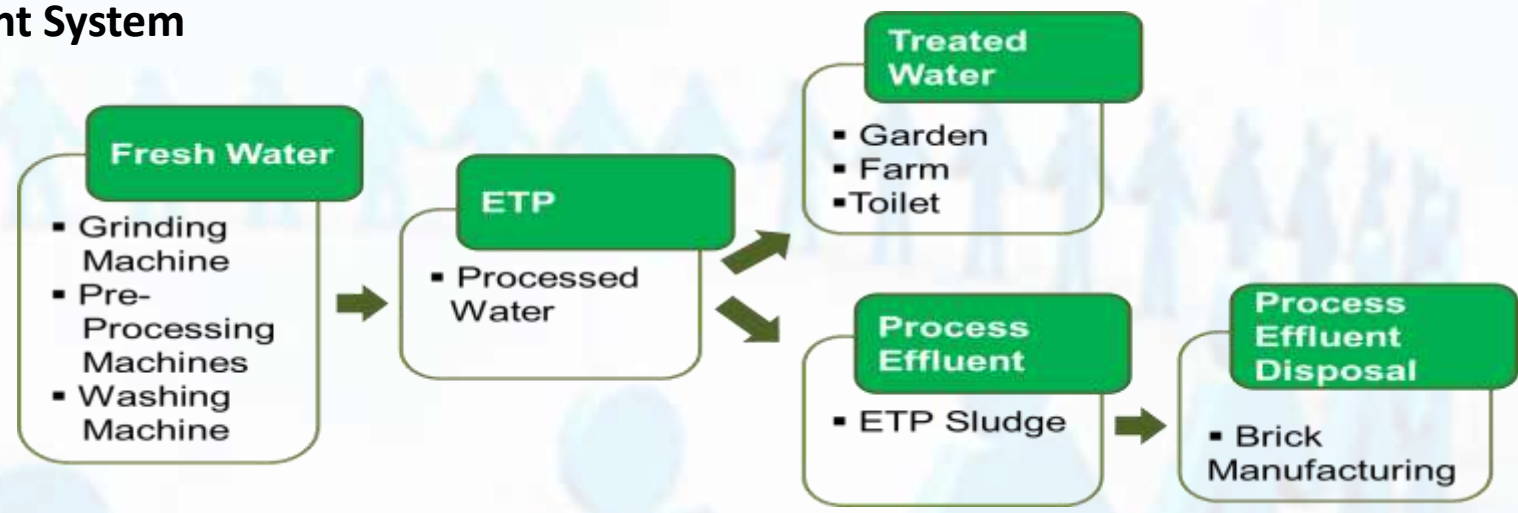 nt System
Fresh Water
▪ Grinding
Machine
▪ Pre-
Processing
Machines
▪ Washing
Machine
ETP
▪ Processed
Water
Treated
Water
▪ Garden
▪ Farm
▪Toilet
Process
Effluent
▪ ETP Sludge
Process
Effluent
Disposal
▪ Brick
Manufacturing